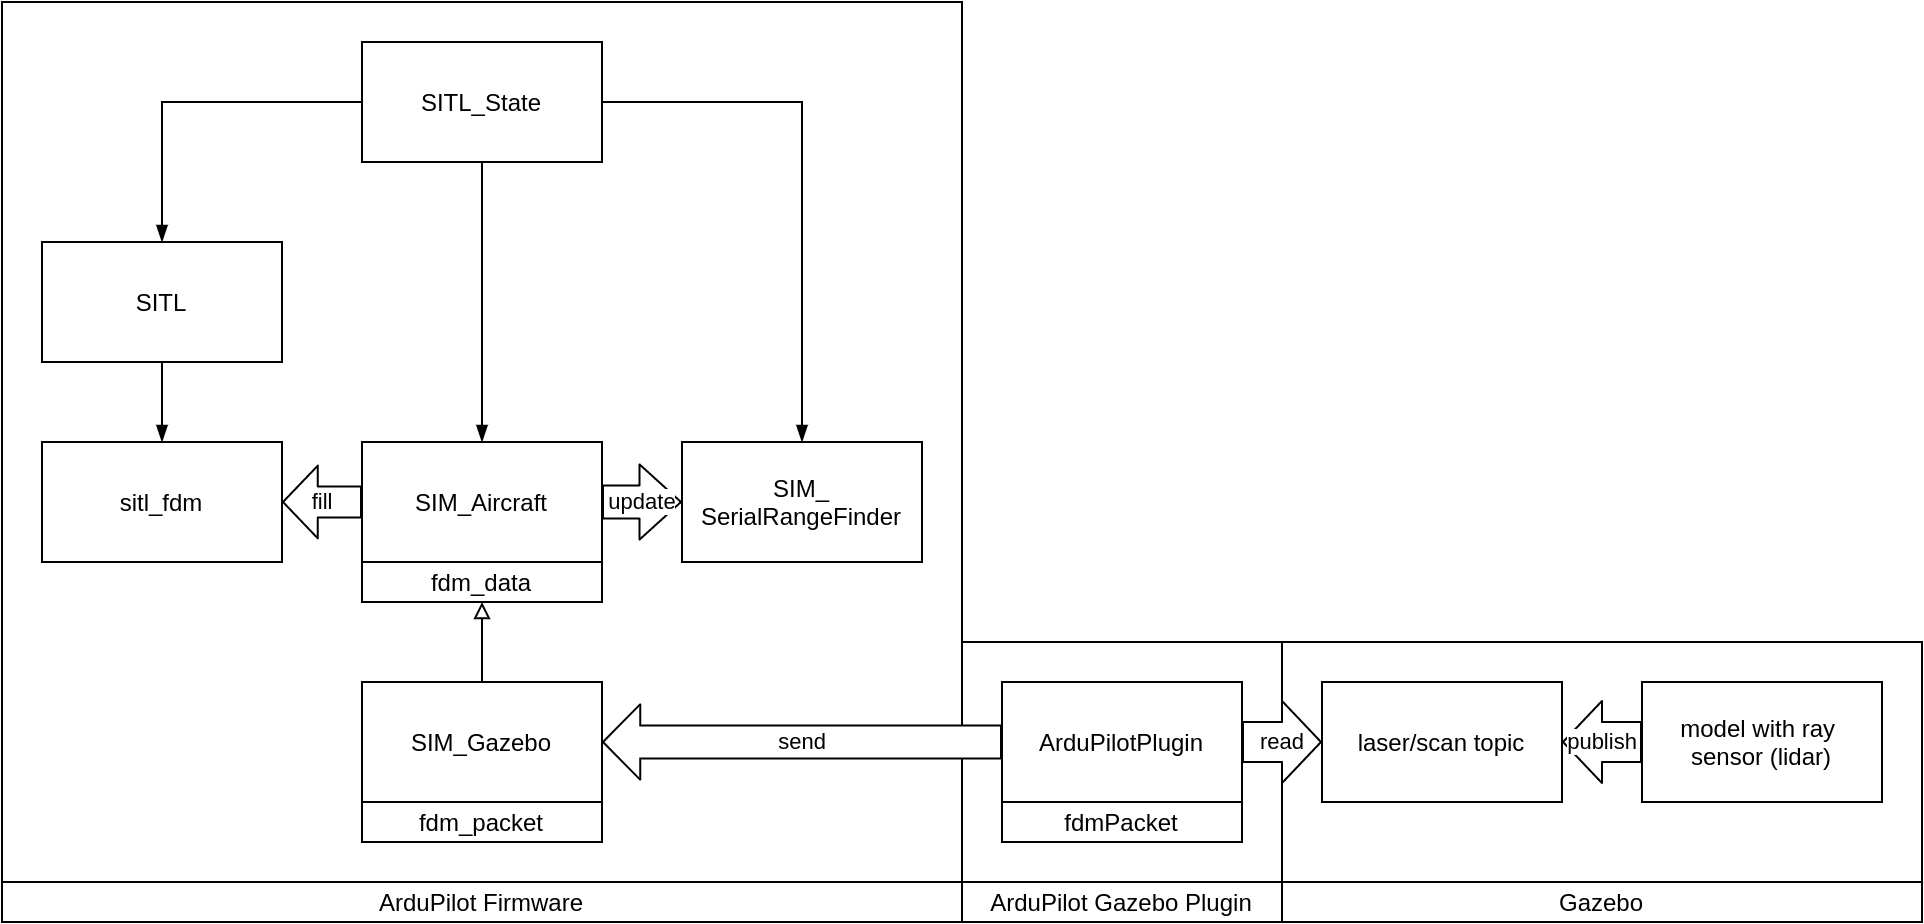 SITL_State
SITL
sitl_fdm
fill
SIM_Aircraft
update
SIM_
SerialRangeFinder
fdm_data
SIM_Gazebo
send
ArduPilotPlugin
read
laser/scan topic
publish
model with ray
sensor (lidar)
fdm_packet
fdmPacket
ArduPilot Firmware
ArduPilot Gazebo Plugin
Gazebo